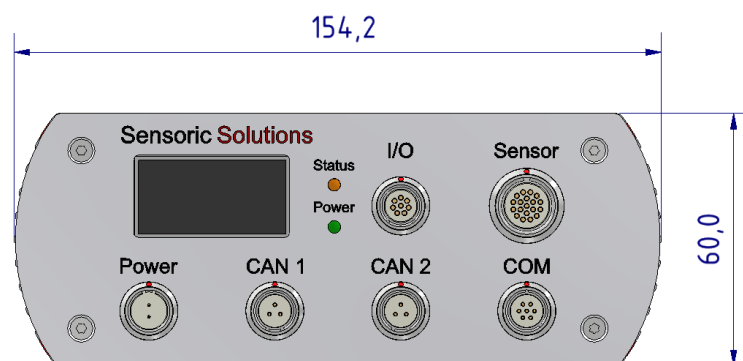 154,2
Sensoric Solutions
Status
Power
I/O
Sensor
60,0
Power
CAN 1
CAN 2
COM